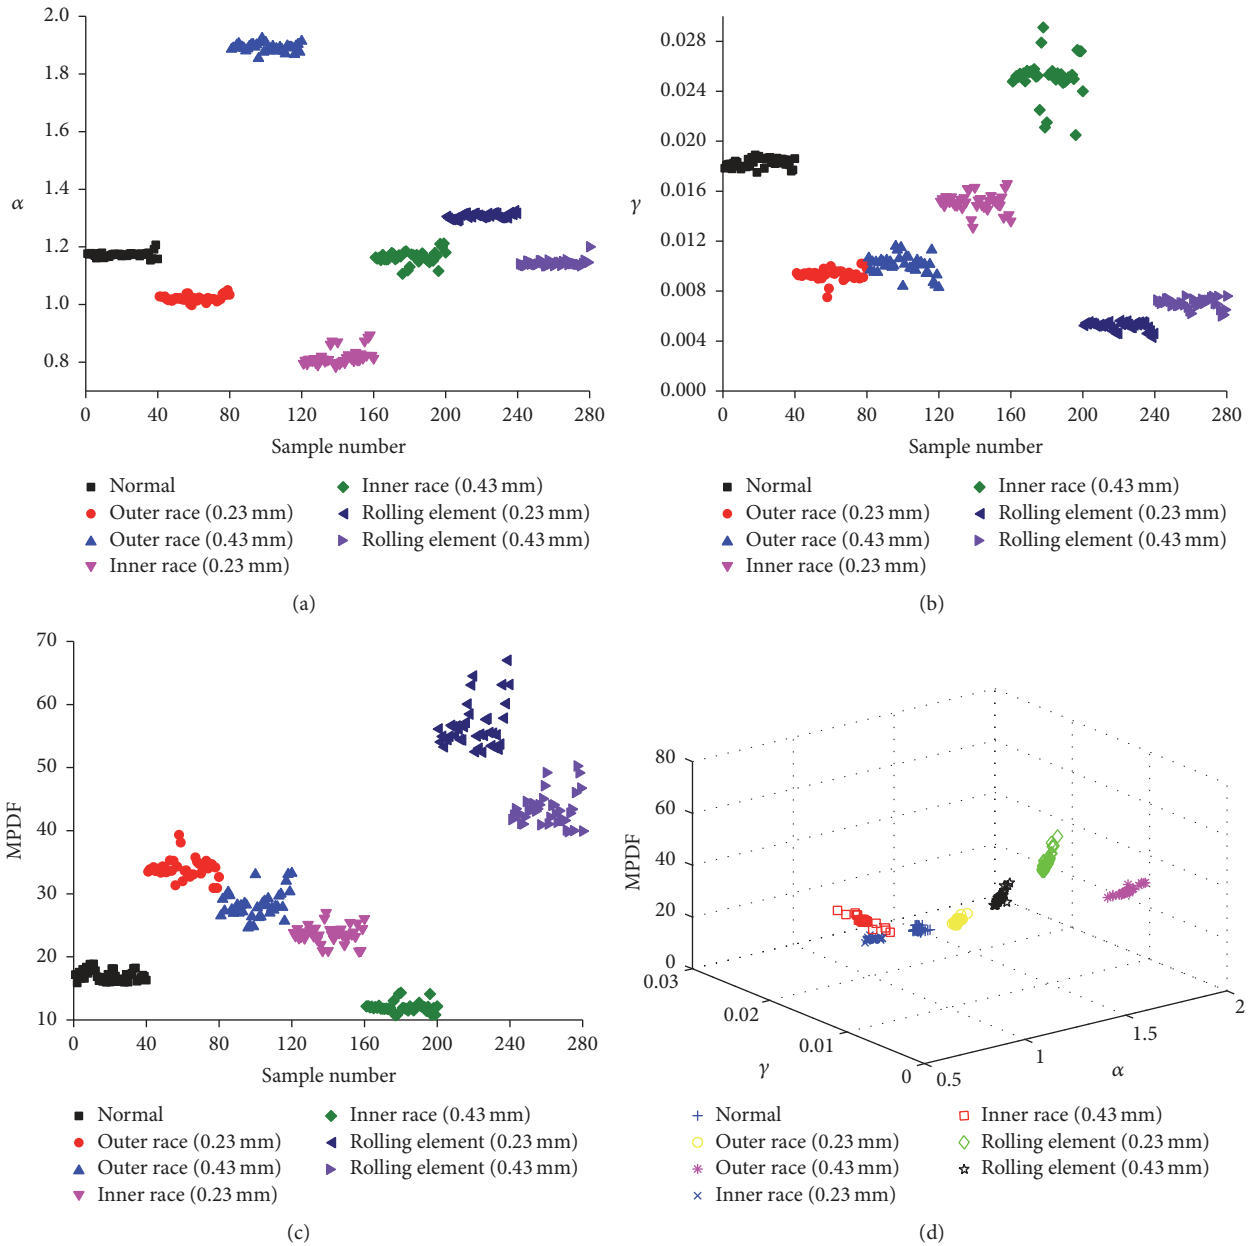 2.0
1.8
1.6
1.4
1.2
1.0
0.8
α
0 40 80 120 160 200 240 280
Sample number
Normal
Outer race (0.23 mm)
Outer race (0.43 mm)
Inner race (0.23 mm)
Inner race (0.43 mm)
Rolling element (0.23 mm)
Rolling element (0.43 mm)
(a)
0.028
0.024
0.020
0.016
0.012
0.008
0.004
0.000
γ
0 40 80 120 160 200 240 280
Sample number
Normal
Outer race (0.23 mm)
Outer race (0.43 mm)
Inner race (0.23 mm)
Inner race (0.43 mm)
Rolling element (0.23 mm)
Rolling element (0.43 mm)
(b)
70
60
50
40
30
20
10
MPDF
0 40 80 120 160 200 240 280
Sample number
Normal
Outer race (0.23 mm)
Outer race (0.43 mm)
Inner race (0.23 mm)
Inner race (0.43 mm)
Rolling element (0.23 mm)
Rolling element (0.43 mm)
(c)
80
60
40
20
0
MPDF
0.03
0.02
0.01
0
γ
0.5
1
1.5
2
α
Normal
Outer race (0.23 mm)
Outer race (0.43 mm)
Inner race (0.23 mm)
Inner race (0.43 mm)
Rolling element (0.23 mm)
Rolling element (0.43 mm)
(d)